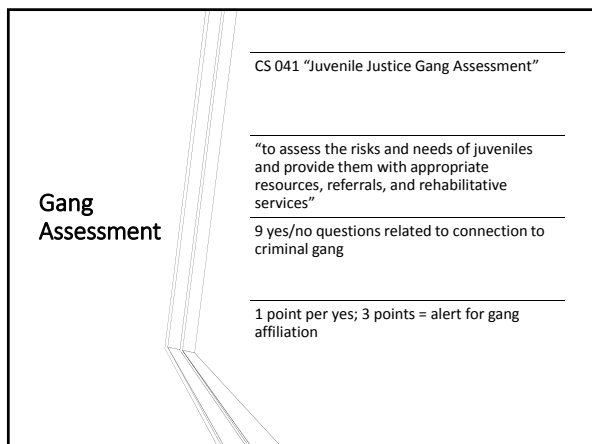 Gang
Assessment
CS 041 “Juvenile Justice Gang Assessment”
“to assess the risks and needs of juveniles
and provide them with appropriate
resources, referrals, and rehabilitative
services”
9 yes/no questions related to connection to
criminal gang
1 point per yes; 3 points = alert for gang
affiliation